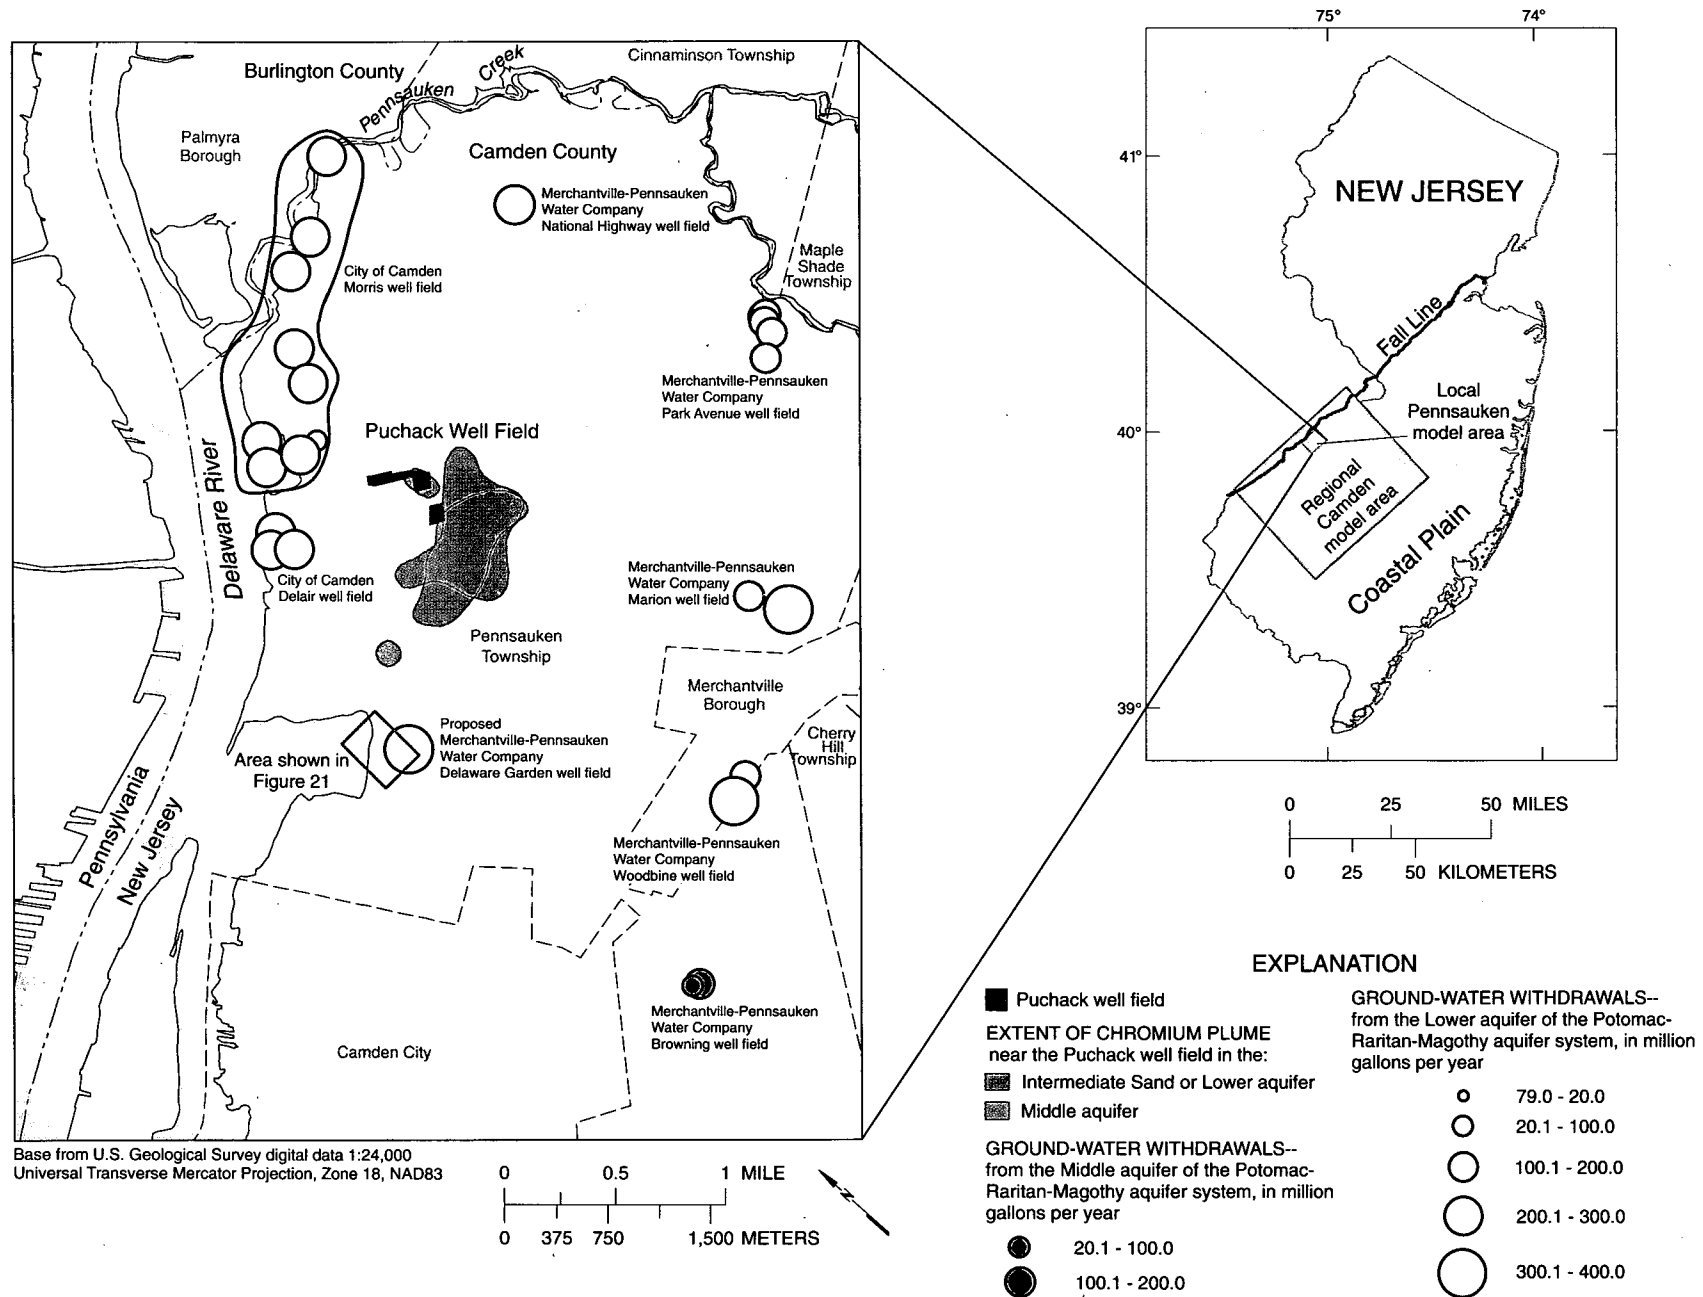 75°
74°
Burlington County
Pennsauken
Creek
Cinnaminson Township
Palmyra
Borough
Camden County
Merchantville-Pennsauken
Water Company
National Highway well field
City of Camden
Morris well field
Maple
Shade
Township
Merchantville-Pennsauken
Water Company
Park Avenue well field
Puchack Well Field
Delaware River
City of Camden
Delair well field
Merchantville-Pennsauken
Water Company
Marion well field
Pennsauken
Township
Merchantville
Borough
Cherry
Hill
Township
Proposed
Merchantville-Pennsauken
Water Company
Delaware Garden well field
Area shown in
Figure 21
Pennsylvania
New Jersey
Merchantville-Pennsauken
Water Company
Woodbine well field
Merchantville-Pennsauken
Water Company
Browning well field
Camden City
Base from U.S. Geological Survey digital data 1:24,000
Universal Transverse Mercator Projection, Zone 18, NAD83
0 0.5 1 MILE
0 375 750 1,500 METERS
N
41°
NEW JERSEY
Fall Line
Local
Pennsauken
model area
40°
Regional
Camden
model area
Coastal Plain
39°
0 25 50 MILES
0 25 50 KILOMETERS
EXPLANATION
Puchack well field
EXTENT OF CHROMIUM PLUME
near the Puchack well field in the:
Intermediate Sand or Lower aquifer
Middle aquifer
GROUND-WATER WITHDRAWALS--
from the Middle aquifer of the Potomac-
Raritan-Magothy aquifer system, in million
gallons per year
20.1 - 100.0
100.1 - 200.0
GROUND-WATER WITHDRAWALS--
from the Lower aquifer of the Potomac-
Raritan-Magothy aquifer system, in million
gallons per year
79.0 - 20.0
20.1 - 100.0
100.1 - 200.0
200.1 - 300.0
300.1 - 400.0